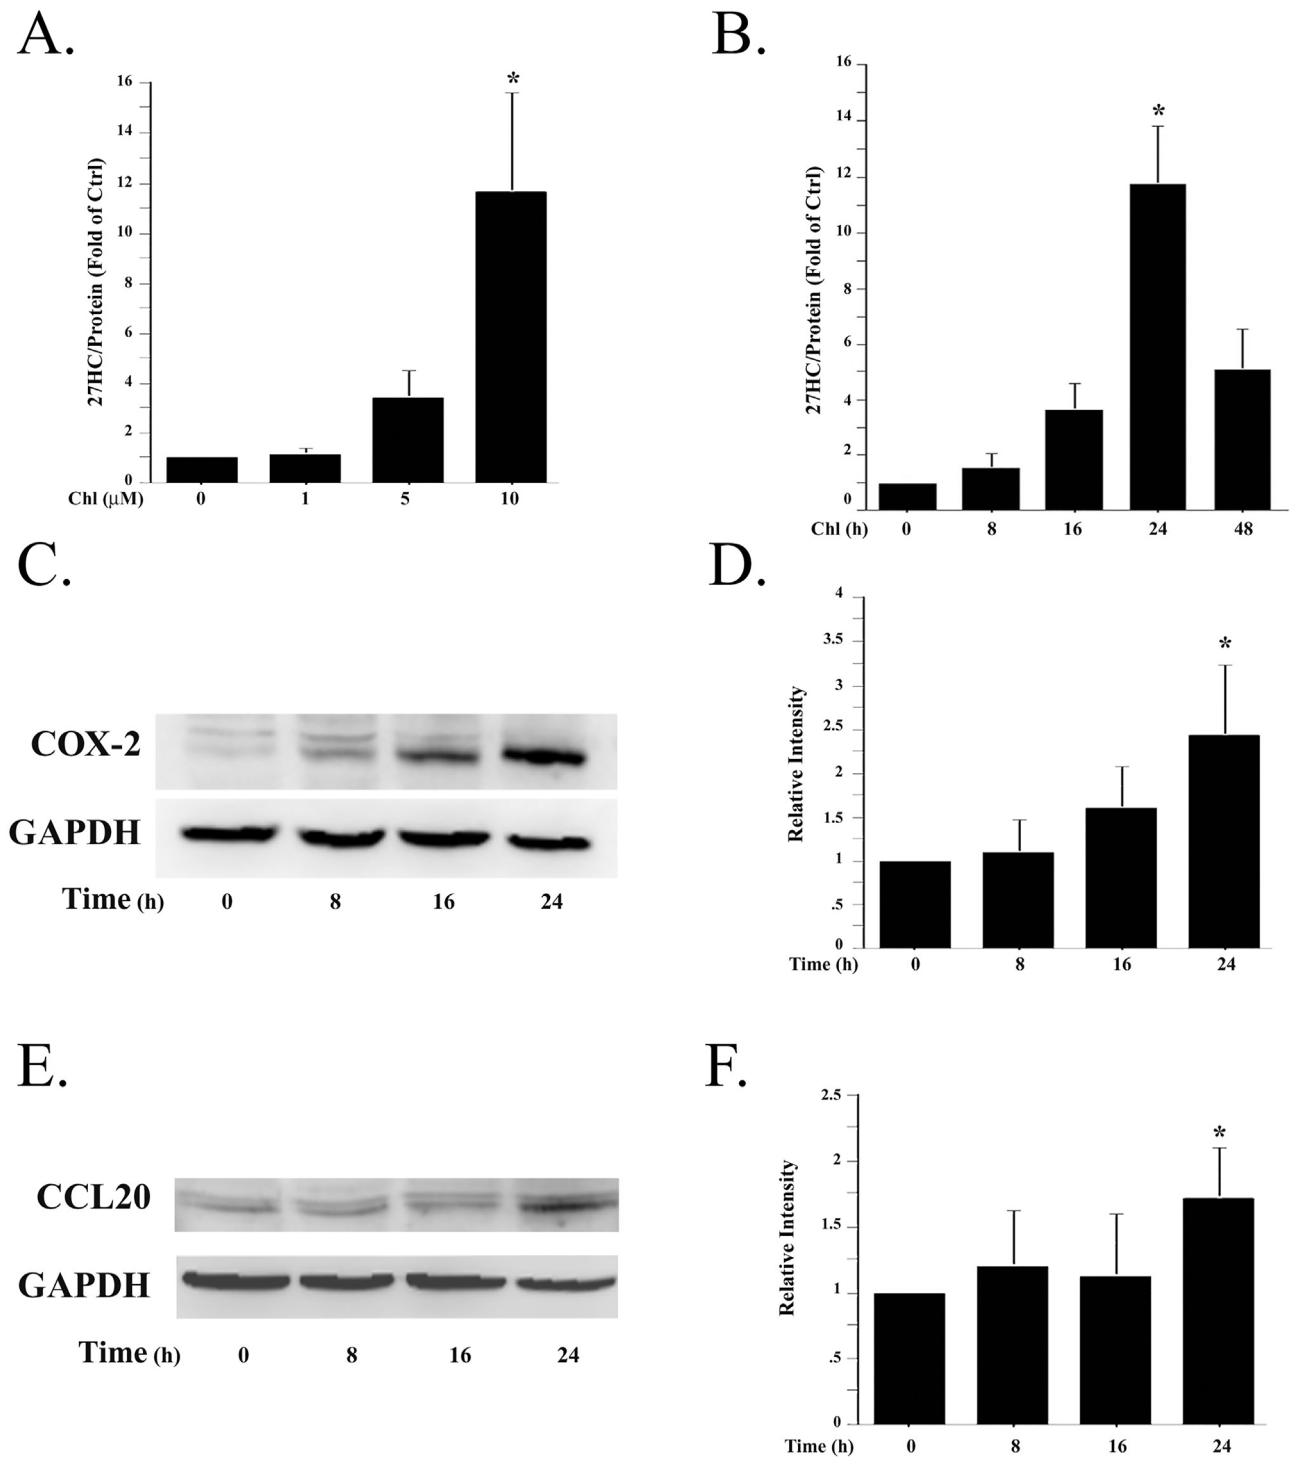 A.
16
14
12
10
8
6
4
2
0
27HC/Protein (Fold of Ctrl)
*
Chl (µM) 0 1 5 10
B.
16
14
12
10
8
6
4
2
0
27HC/Protein (Fold of Ctrl)
*
Chl (h) 0 8 16 24 48
C.
COX-2
GAPDH
Time (h) 0 8 16 24
D.
4
3.5
3
2.5
2
1.5
1
.5
0
Relative Intensity
*
Time (h) 0 8 16 24
E.
CCL20
GAPDH
Time (h) 0 8 16 24
F.
2.5
2
1.5
1
.5
0
Relative Intensity
*
Time (h) 0 8 16 24